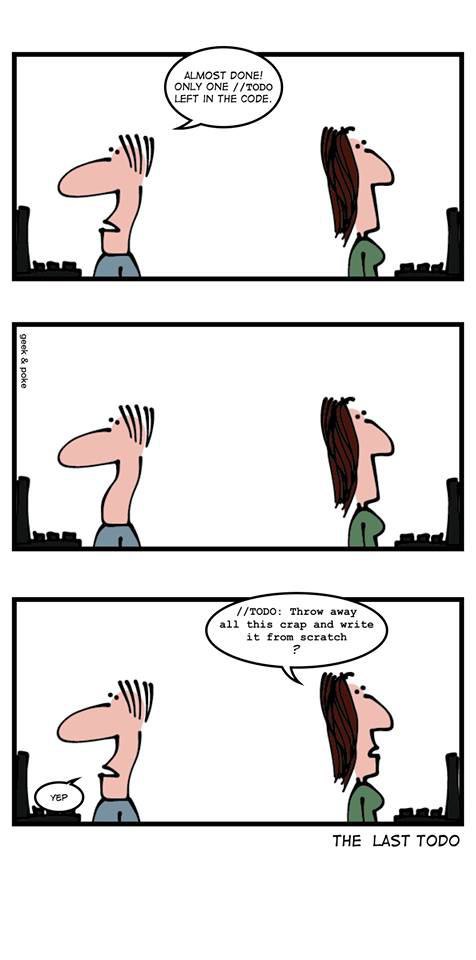 ALMOST DONE!
ONLY ONE //TODO
LEFT IN THE CODE.
geek & poke
//TODO: Throw away
all this crap and write
it from scratch
?
YEP
THE LAST TODO